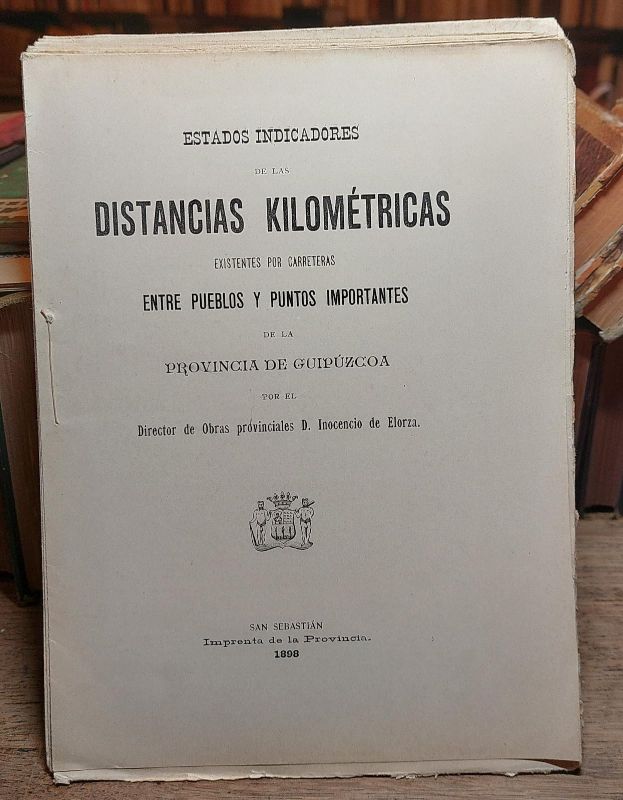 ESTADOS INDICADORES
DE LAS
DISTANCIAS KILOMÉTRICAS
EXISTENTES POR CARRETERAS
ENTRE PUEBLOS Y PUNTOS IMPORTANTES
DE LA
PROVINCIA DE GUIPÚZCOA
POR EL
Director de Obras provinciales D. Inocencio de Elorza.
SAN SEBASTIÁN
Imprenta de la Provincia.
1898